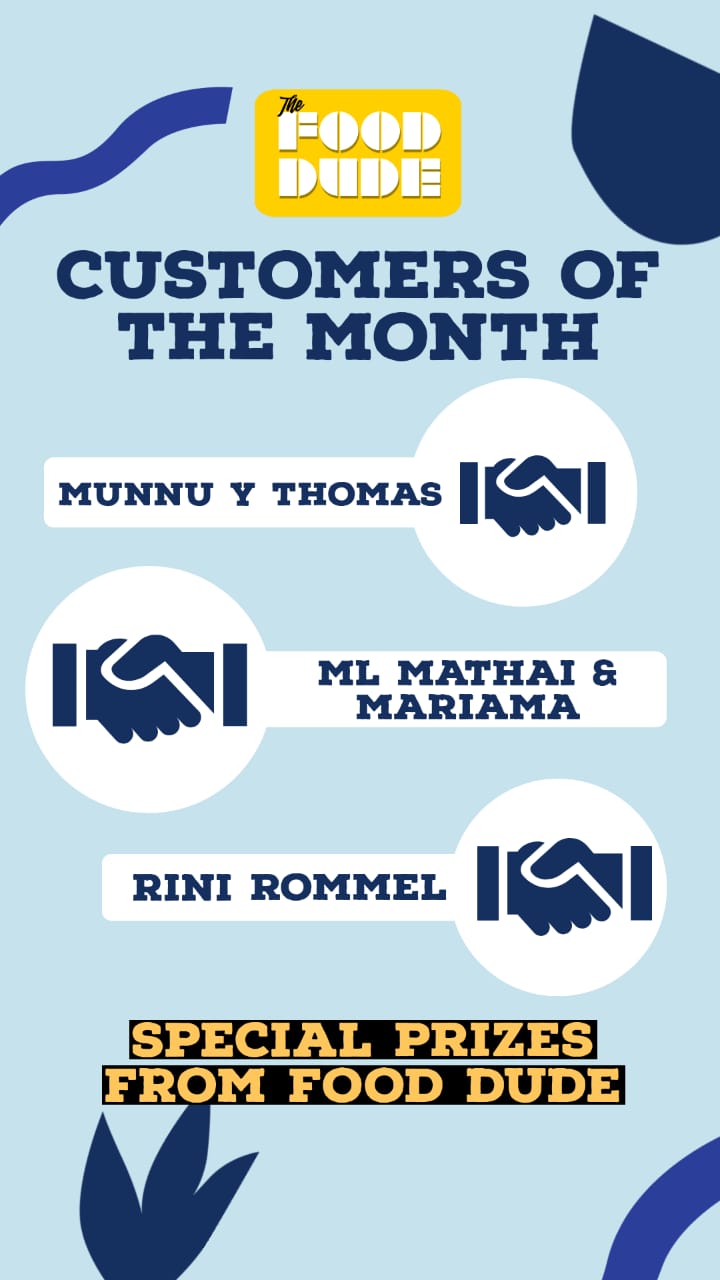 The
FOOD
DUDE
CUSTOMERS OF
THE MONTH
MUNNU Y THOMAS
ML MATHAI &
MARIAMA
RINI ROMMEL
SPECIAL PRIZES
FROM FOOD DUDE